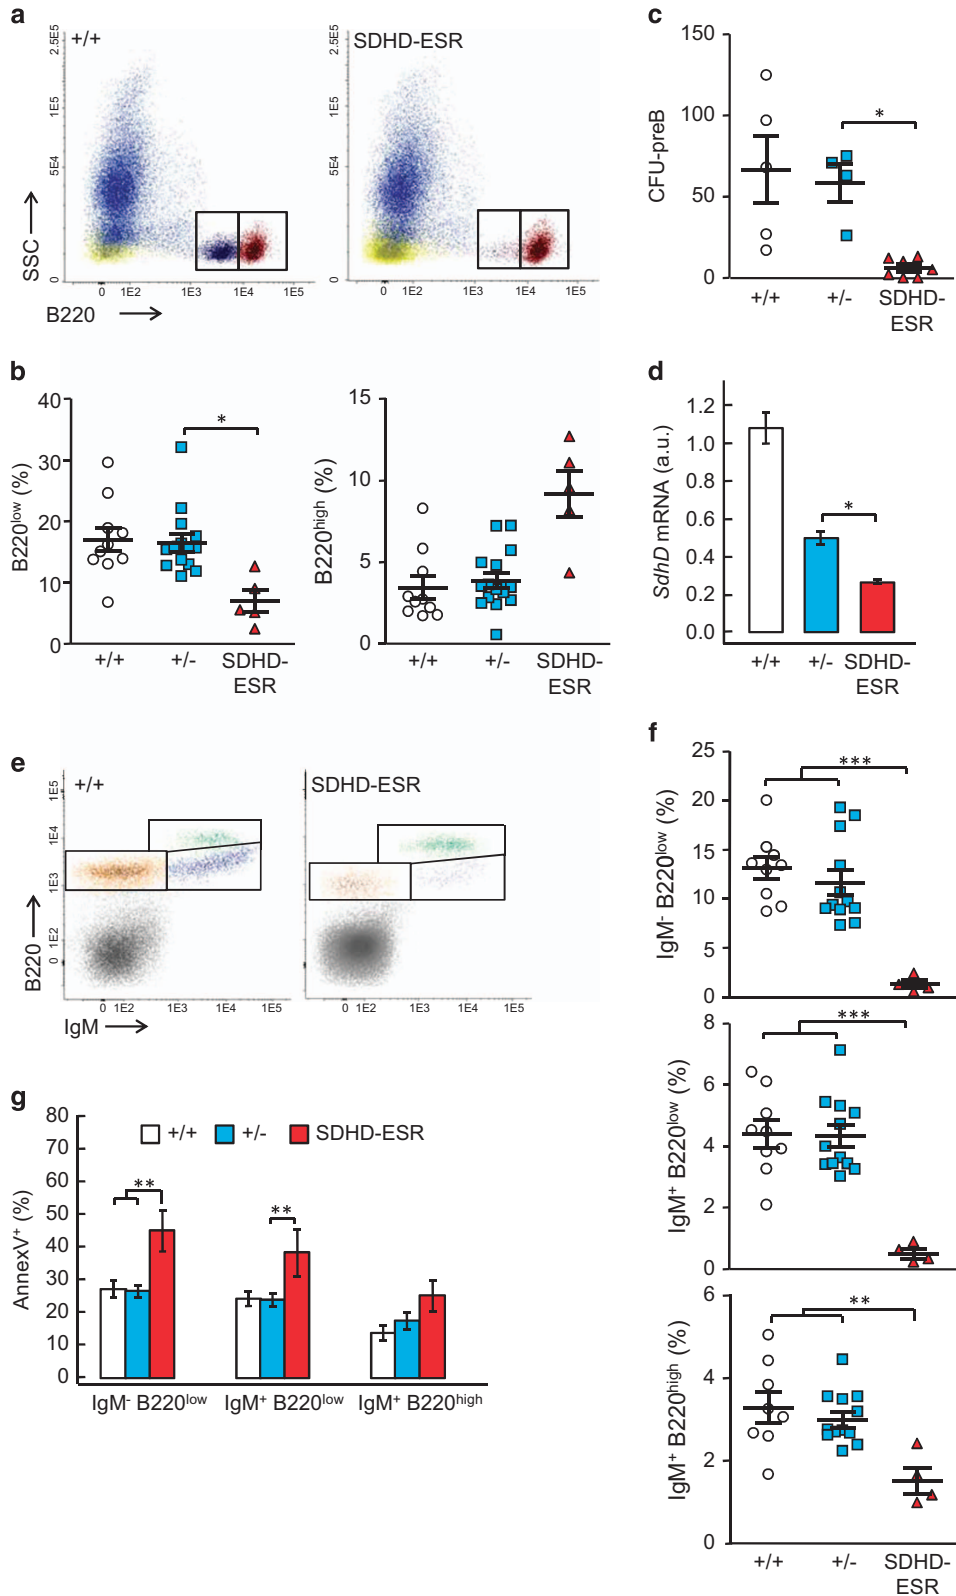 a
+/+
SDHD-ESR
2.5E5
1E5
5E4
0
SSC
0 1E2 1E3 1E4 1E5
B220
2.5E5
1E5
5E4
0
0 1E2 1E3 1E4 1E5
c
150
100
50
0
CFU-preB
*
+/+ +/- SDHD-
ESR
b
40
30
20
10
0
B220low (%)
*
+/+ +/- SDHD-
ESR
15
10
5
0
B220high (%)
+/+ +/- SDHD-
ESR
d
1.2
1.0
0.8
0.6
0.4
0.2
0.0
SdhD mRNA (a.u.)
*
+/+ +/- SDHD-
ESR
e
+/+
SDHD-ESR
1E5
1E4
1E3
1E2
0
B220
0 1E2 1E3 1E4 1E5
IgM
0 1E2 1E3 1E4 1E5
f
25
20
15
10
5
0
IgM- B220low (%)
***
8
6
4
2
0
IgM+ B220low (%)
***
6
4
2
0
IgM+ B220high (%)
**
+/+ +/- SDHD-
ESR
g
80
70
60
50
40
30
20
10
0
AnnexV+ (%)
+/+ +/- SDHD-ESR
**
**
IgM- B220low IgM+ B220low IgM+ B220high